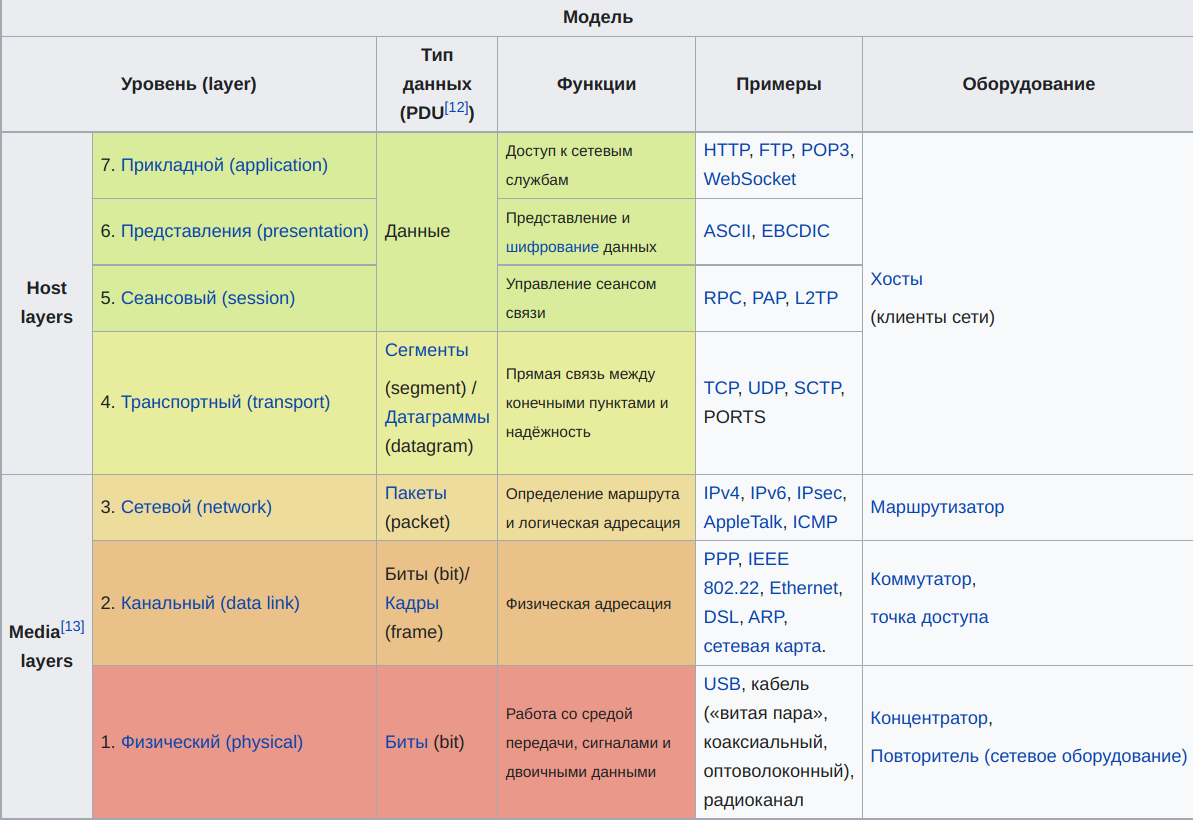 Модель
Уровень (layer)
Тип
данных
(PDU[12])
Функции
Примеры
Оборудование
Host
layers
7. Прикладной (application)
Данные
Доступ к сетевым
службам
HTTP, FTP, POP3,
WebSocket
Хосты
(клиенты сети)
6. Представления (presentation)
Представление и
шифрование данных
ASCII, EBCDIC
5. Сеансовый (session)
Управление сеансом
связи
RPC, PAP, L2TP
4. Транспортный (transport)
Сегменты
(segment) /
Датаграммы
(datagram)
Прямая связь между
конечными пунктами и
надёжность
TCP, UDP, SCTP,
PORTS
Media[13]
layers
3. Сетевой (network)
Пакеты
(packet)
Определение маршрута
и логическая адресация
IPv4, IPv6, IPsec,
AppleTalk, ICMP
Маршрутизатор
2. Канальный (data link)
Биты (bit)/
Кадры
(frame)
Физическая адресация
PPP, IEEE
802.22, Ethernet,
DSL, ARP,
сетевая карта.
Коммутатор,
точка доступа
1. Физический (physical)
Биты (bit)
Работа со средой
передачи, сигналами и
двоичными данными
USB, кабель
(«витая пара»,
коаксиальный,
оптоволоконный),
радиоканал
Концентратор,
Повторитель (сетевое оборудование)